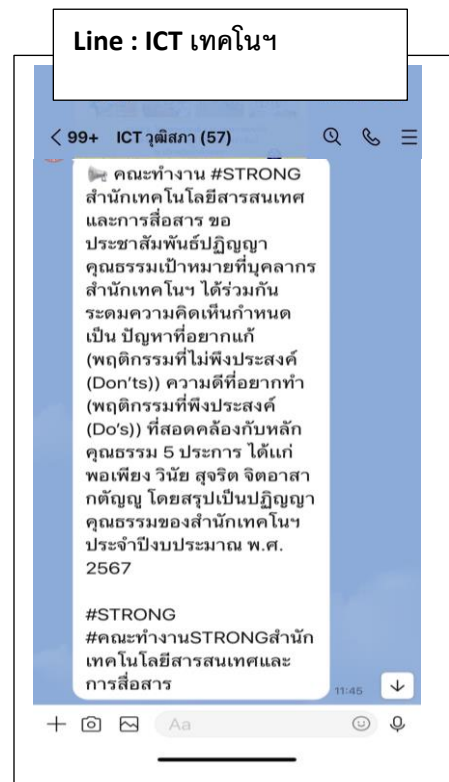 Line : ICT เทคโนฯ
99+ ICT วุฒิสภา (57)
คณะทำงาน #STRONG
สำนักเทคโนโลยีสารสนเทศ
และการสื่อสาร ขอ
ประชาสัมพันธ์ปฏิญญา
คุณธรรมเป้าหมายที่บุคลากร
สำนักเทคโนฯ ได้ร่วมกัน
ระดมความคิดเห็นกำหนด
เป็น ปัญหาที่อยากแก้
(พฤติกรรมที่ไม่พึงประสงค์
(Don'ts)) ความดีที่อยากทำ
(พฤติกรรมที่พึงประสงค์
(Do's)) ที่สอดคล้องกับหลัก
คุณธรรม 5 ประการ ได้แก่
พอเพียง วินัย สุจริต จิตอาสา
กตัญญู โดยสรุปเป็นปฏิญญา
คุณธรรมของสำนักเทคโนฯ
ประจำปีงบประมาณ พ.ศ.
2567
#STRONG
#คณะทำงานSTRONGสำนัก
เทคโนโลยีสารสนเทศและ
การสื่อสาร
11:45
Aa